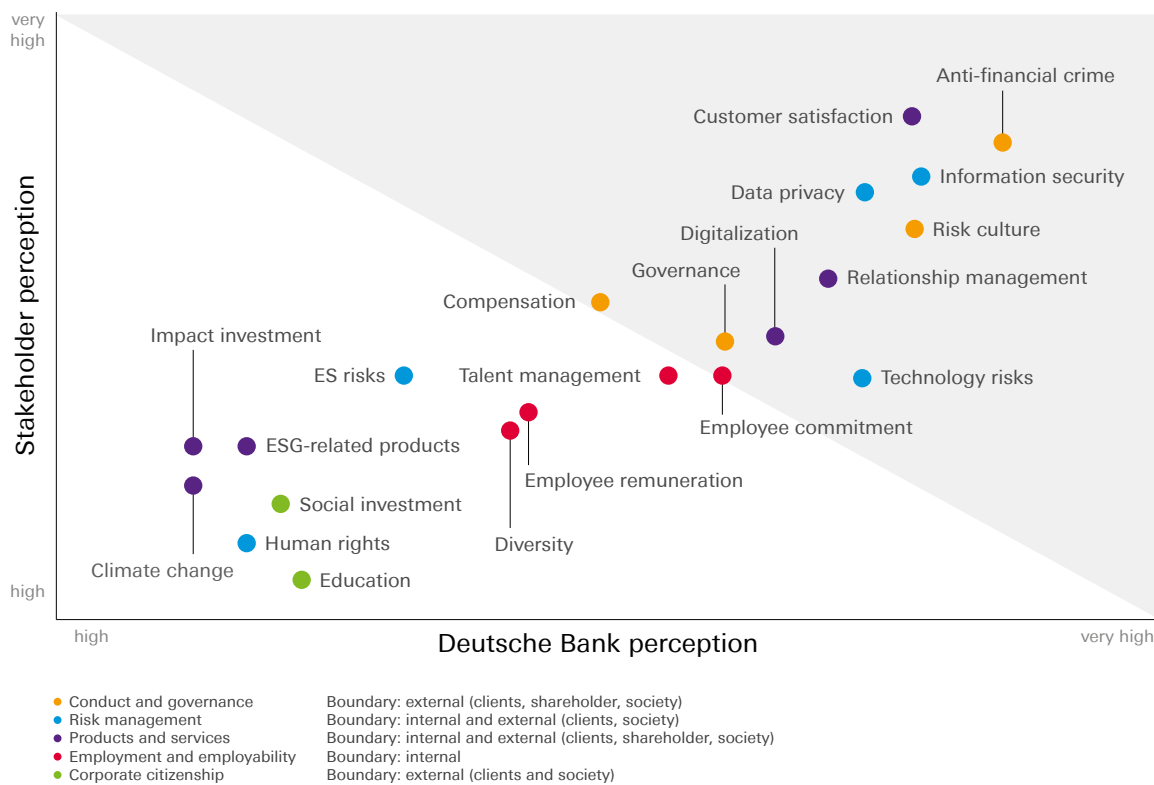 very
high
Anti-financial crime
Customer satisfaction
Information security
Data privacy
Risk culture
Digitalization
Governance
Relationship management
Compensation
Impact investment
ES risks
Talent management
Technology risks
Employee commitment
ESG-related products
Employee remuneration
Social investment
Human rights
Diversity
Climate change
Education
Stakeholder perception
high
high
Deutsche Bank perception
very high
Conduct and governance Boundary: external (clients, shareholder, society)
Risk management Boundary: internal and external (clients, society)
Products and services Boundary: internal and external (clients, shareholder, society)
Employment and employability Boundary: internal
Corporate citizenship Boundary: external (clients and society)